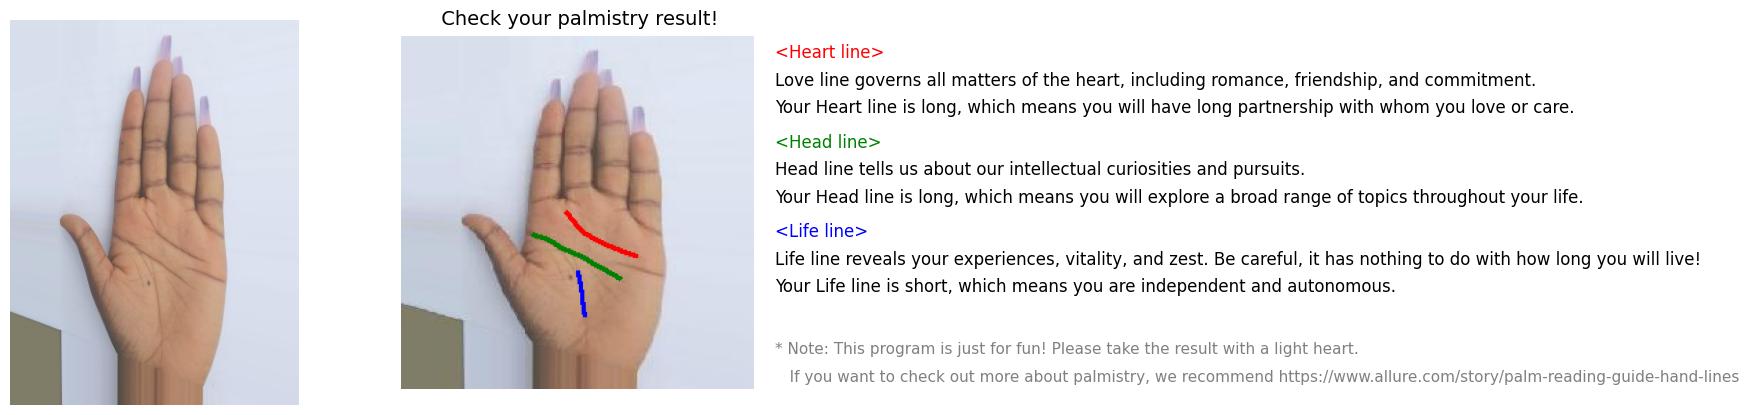 Check your palmistry result!
<Heart line>
Love line governs all matters of the heart, including romance, friendship, and commitment.
Your Heart line is long, which means you will have long partnership with whom you love or care.
<Head line>
Head line tells us about our intellectual curiosities and pursuits.
Your Head line is long, which means you will explore a broad range of topics throughout your life.
<Life line>
Life line reveals your experiences, vitality, and zest. Be careful, it has nothing to do with how long you will live!
Your Life line is short, which means you are independent and autonomous.
* Note: This program is just for fun! Please take the result with a light heart.
If you want to check out more about palmistry, we recommend https://www.allure.com/story/palm-reading-guide-hand-lines